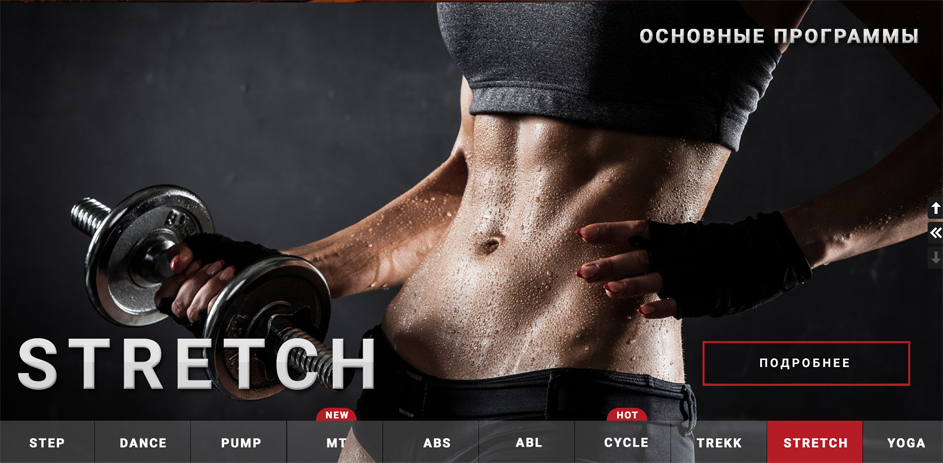 ОСНОВНЫЕ ПРОГРАММЫ
STRETCH
ПОДРОБНЕЕ
NEW HOT
STEP DANCE PUMP MT ABS ABL CYCLE TREKK STRETCH YOGA